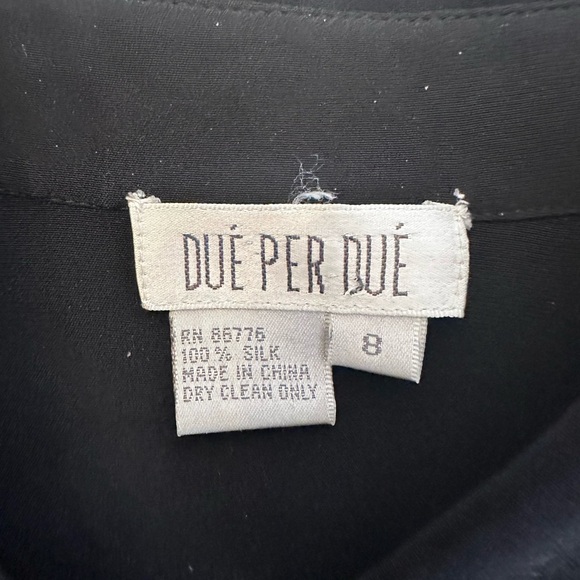 DUÉ PER DUÉ
RN 86776
100% SILK
MADE IN CHINA
DRY CLEAN ONLY
8